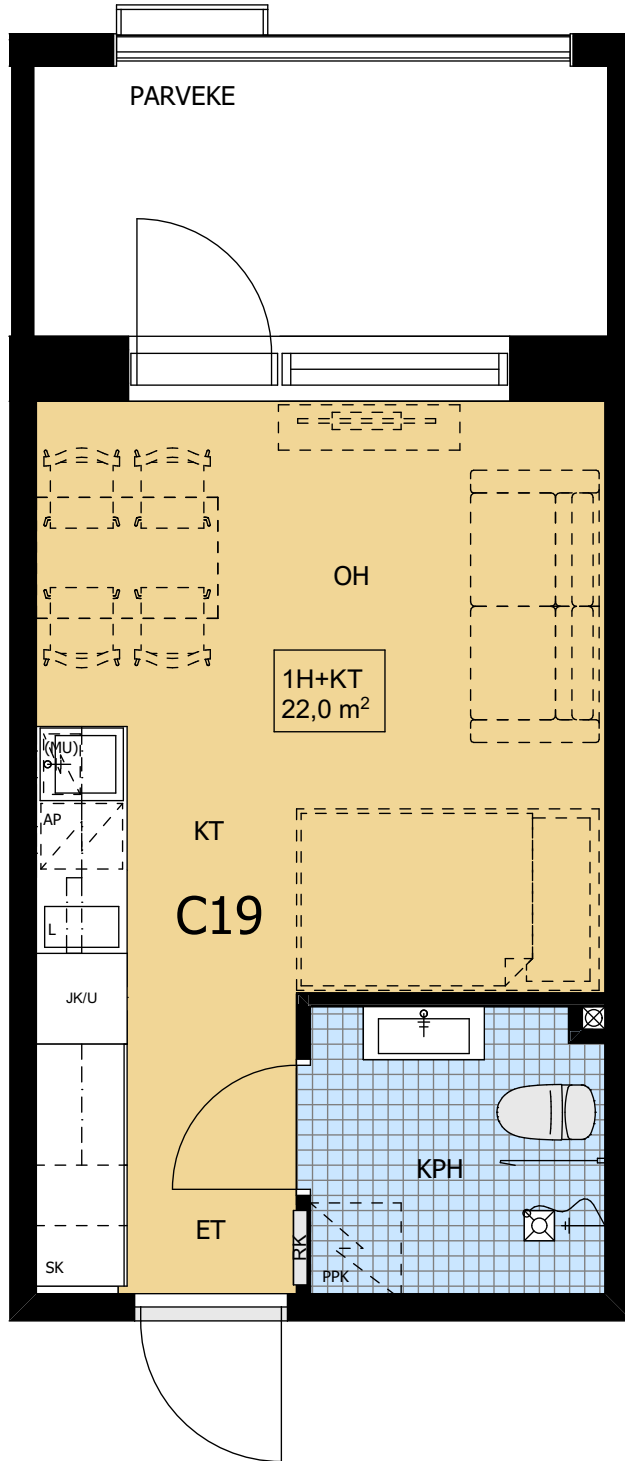 PARVEKE
OH
1H+KT
22,0 m²
(MU)
AP
KT
C19
L
JK/U
KPH
ET
RK
SK
PPK